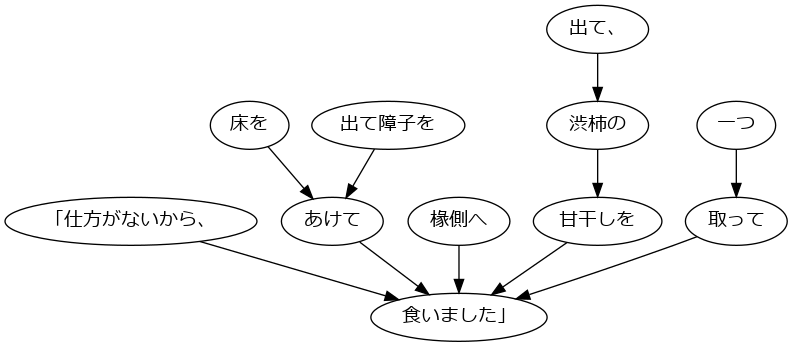 出て、
床を
出て障子を
渋柿の
一つ
「仕方がないから、
あけて
椽側へ
甘干しを
取って
食いました」